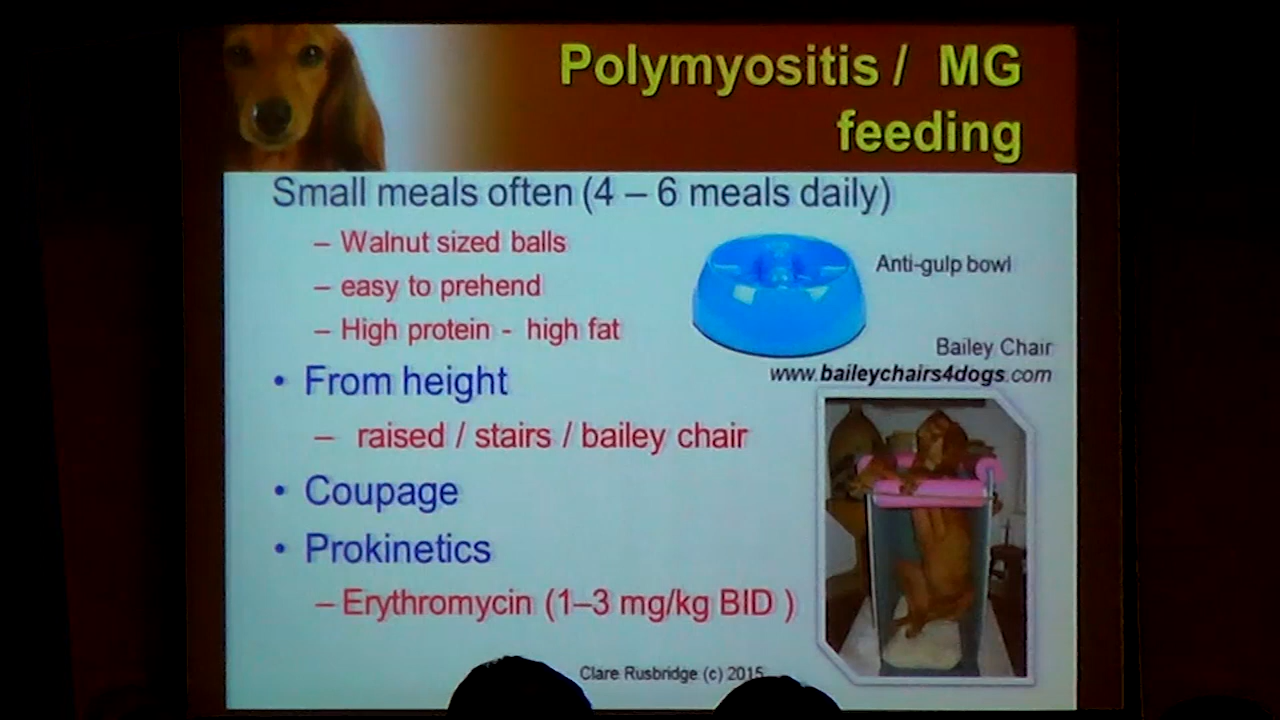 Polymyositis / MG
feeding
Small meals often (4 – 6 meals daily)
– Walnut sized balls
– easy to prehend
– High protein - high fat
Anti-gulp bowl
Bailey Chair
www.baileychairs4dogs.com
• From height
– raised / stairs / bailey chair
• Coupage
• Prokinetics
– Erythromycin (1–3 mg/kg BID )
Clare Rusbridge (c) 2015